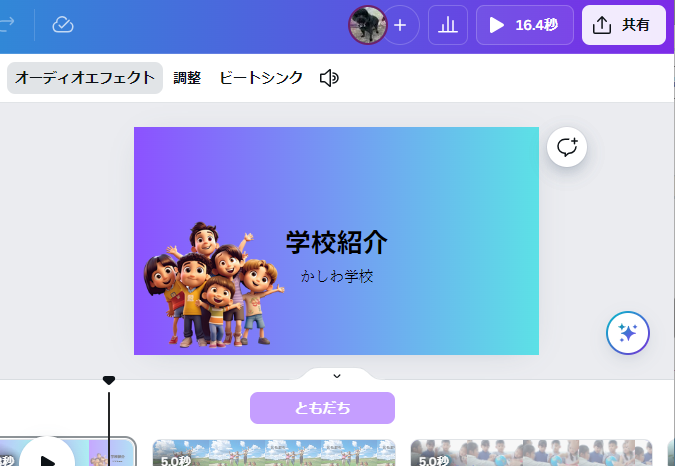 16.4秒
共有
オーディオエフェクト
調整
ビートシンク
学校紹介
かしわ学校
ともだち
5.0秒
5.0秒